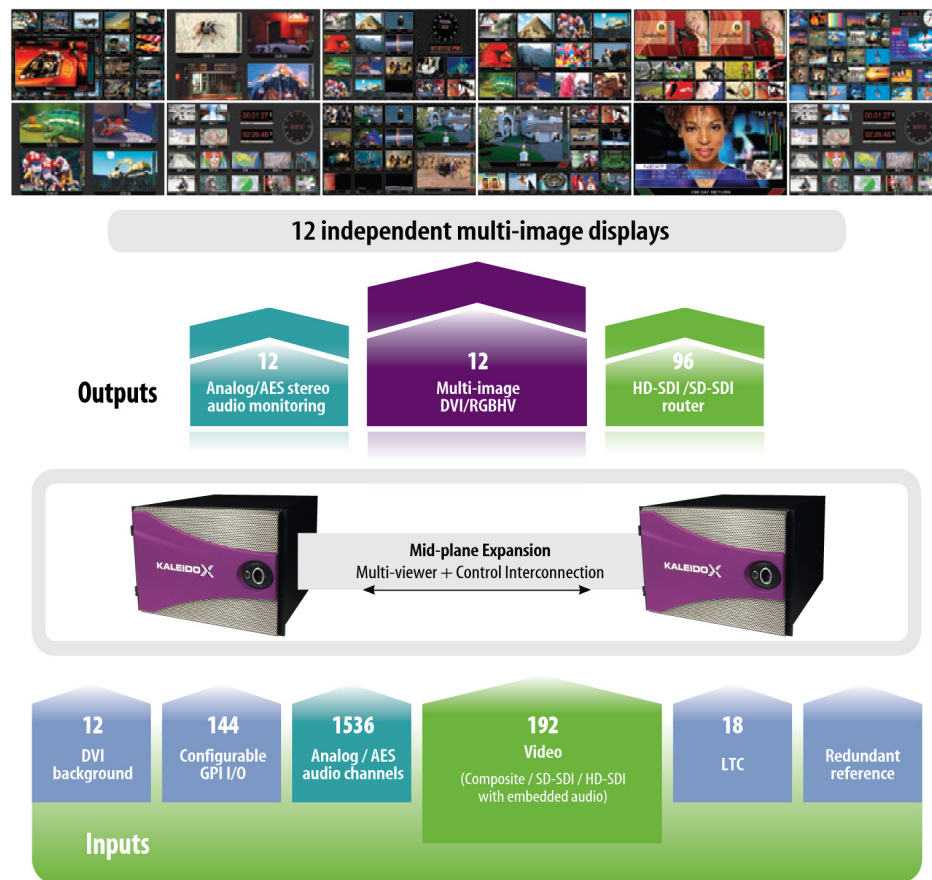 12 independent multi-image displays
Outputs
12
Analog/AES stereo
audio monitoring
12
Multi-image
DVI/RGBHV
96
HD-SDI /SD-SDI
router
KALEIDOX
Mid-plane Expansion
Multi-viewer + Control Interconnection
KALEIDOX
12
DVI
background
144
Configurable
GPI I/O
1536
Analog / AES
audio channels
192
Video
(Composite / SD-SDI / HD-SDI
with embedded audio)
18
LTC
Redundant
reference
Inputs